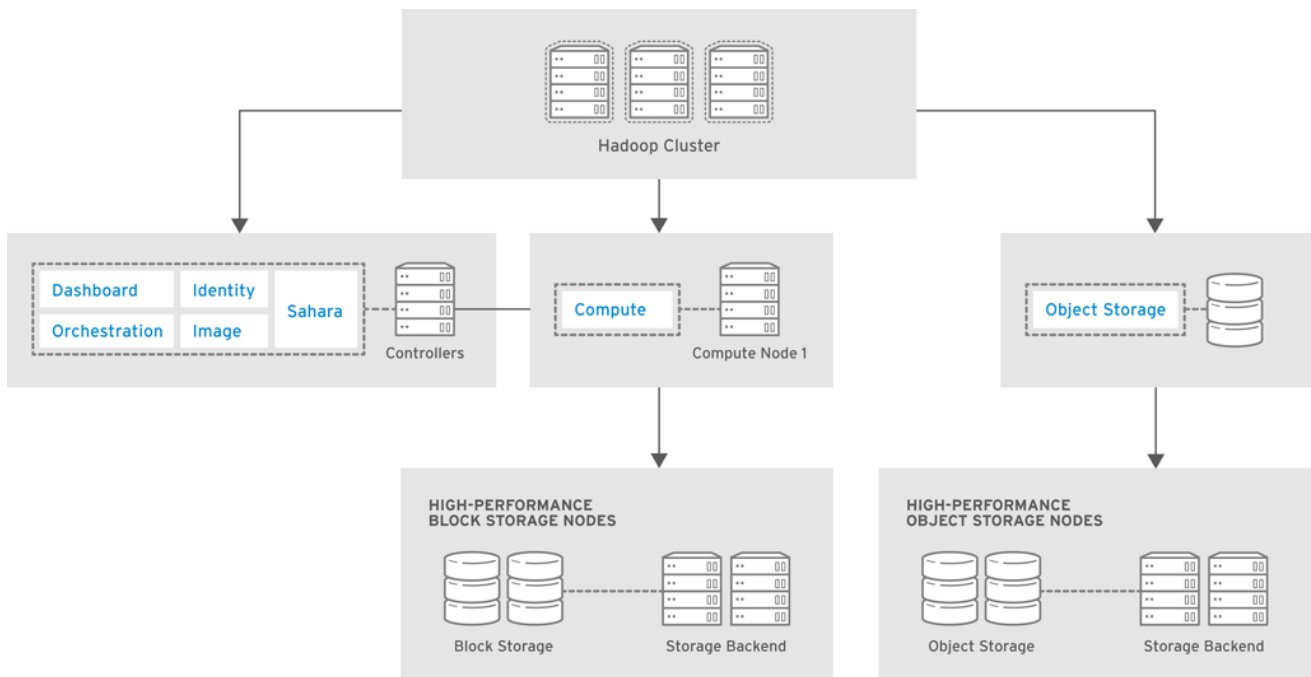 Hadoop Cluster
Dashboard
Identity
Sahara
Orchestration
Image
Controllers
Compute
Compute Node 1
Object Storage
HIGH-PERFORMANCE
BLOCK STORAGE NODES
Block Storage
Storage Backend
HIGH-PERFORMANCE
OBJECT STORAGE NODES
Object Storage
Storage Backend